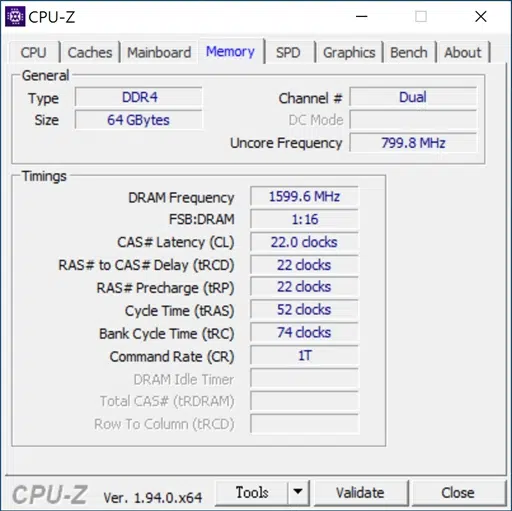 CPU-Z
CPU Caches Mainboard Memory SPD Graphics Bench About
General
Type DDR4 Channel # Dual
Size 64 GBytes DC Mode
Uncore Frequency 799.8 MHz
Timings
DRAM Frequency 1599.6 MHz
FSB:DRAM 1:16
CAS# Latency (CL) 22.0 clocks
RAS# to CAS# Delay (tRCD) 22 clocks
RAS# Precharge (tRP) 22 clocks
Cycle Time (tRAS) 52 clocks
Bank Cycle Time (tRC) 74 clocks
Command Rate (CR) 1T
DRAM Idle Timer
Total CAS# (tRDRAM)
Row To Column (tRCD)
CPU-Z Ver. 1.94.0.x64 Tools Validate Close